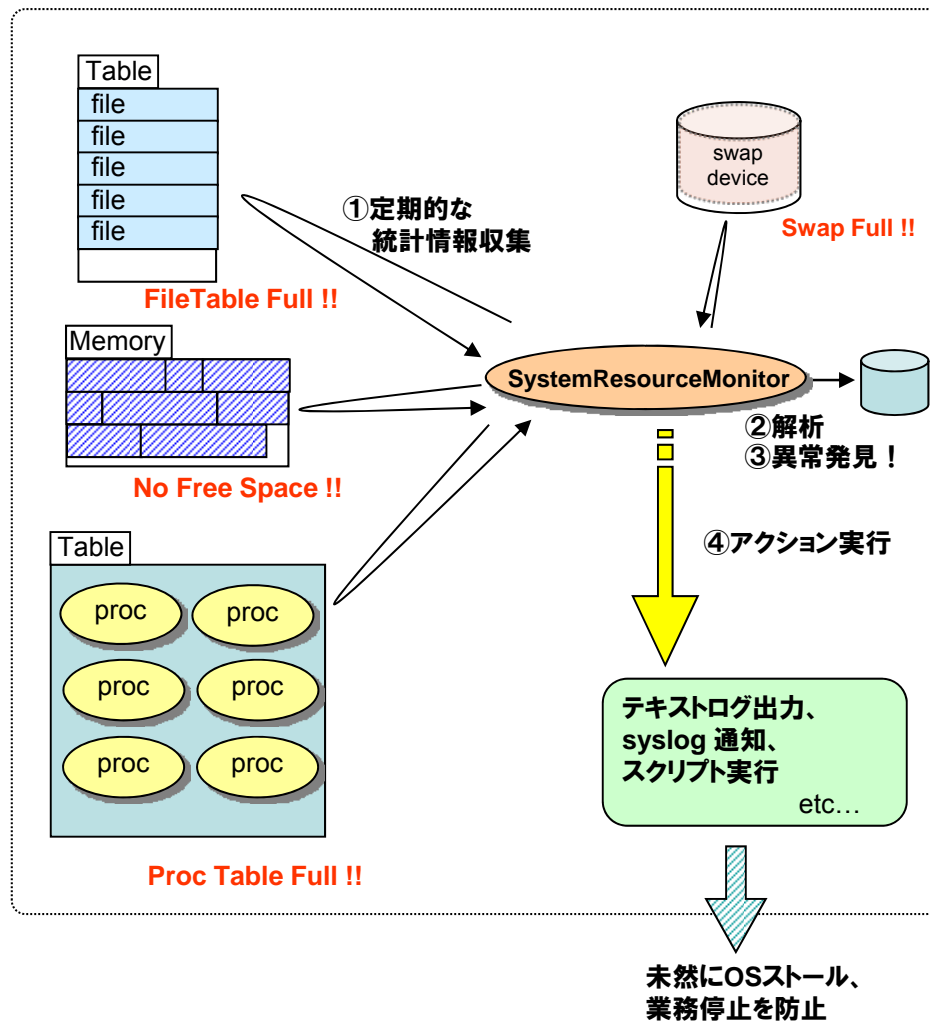 Table
file
file
file
file
file
FileTable Full !!
①定期的な
統計情報収集
swap
device
Swap Full !!
Memory
No Free Space !!
SystemResourceMonitor
②解析
③異常発見！
Table
proc
proc
proc
proc
proc
proc
Proc Table Full !!
④アクション実行
テキストログ出力、
syslog 通知、
スクリプト実行
etc…
未然にOSストール、
業務停止を防止